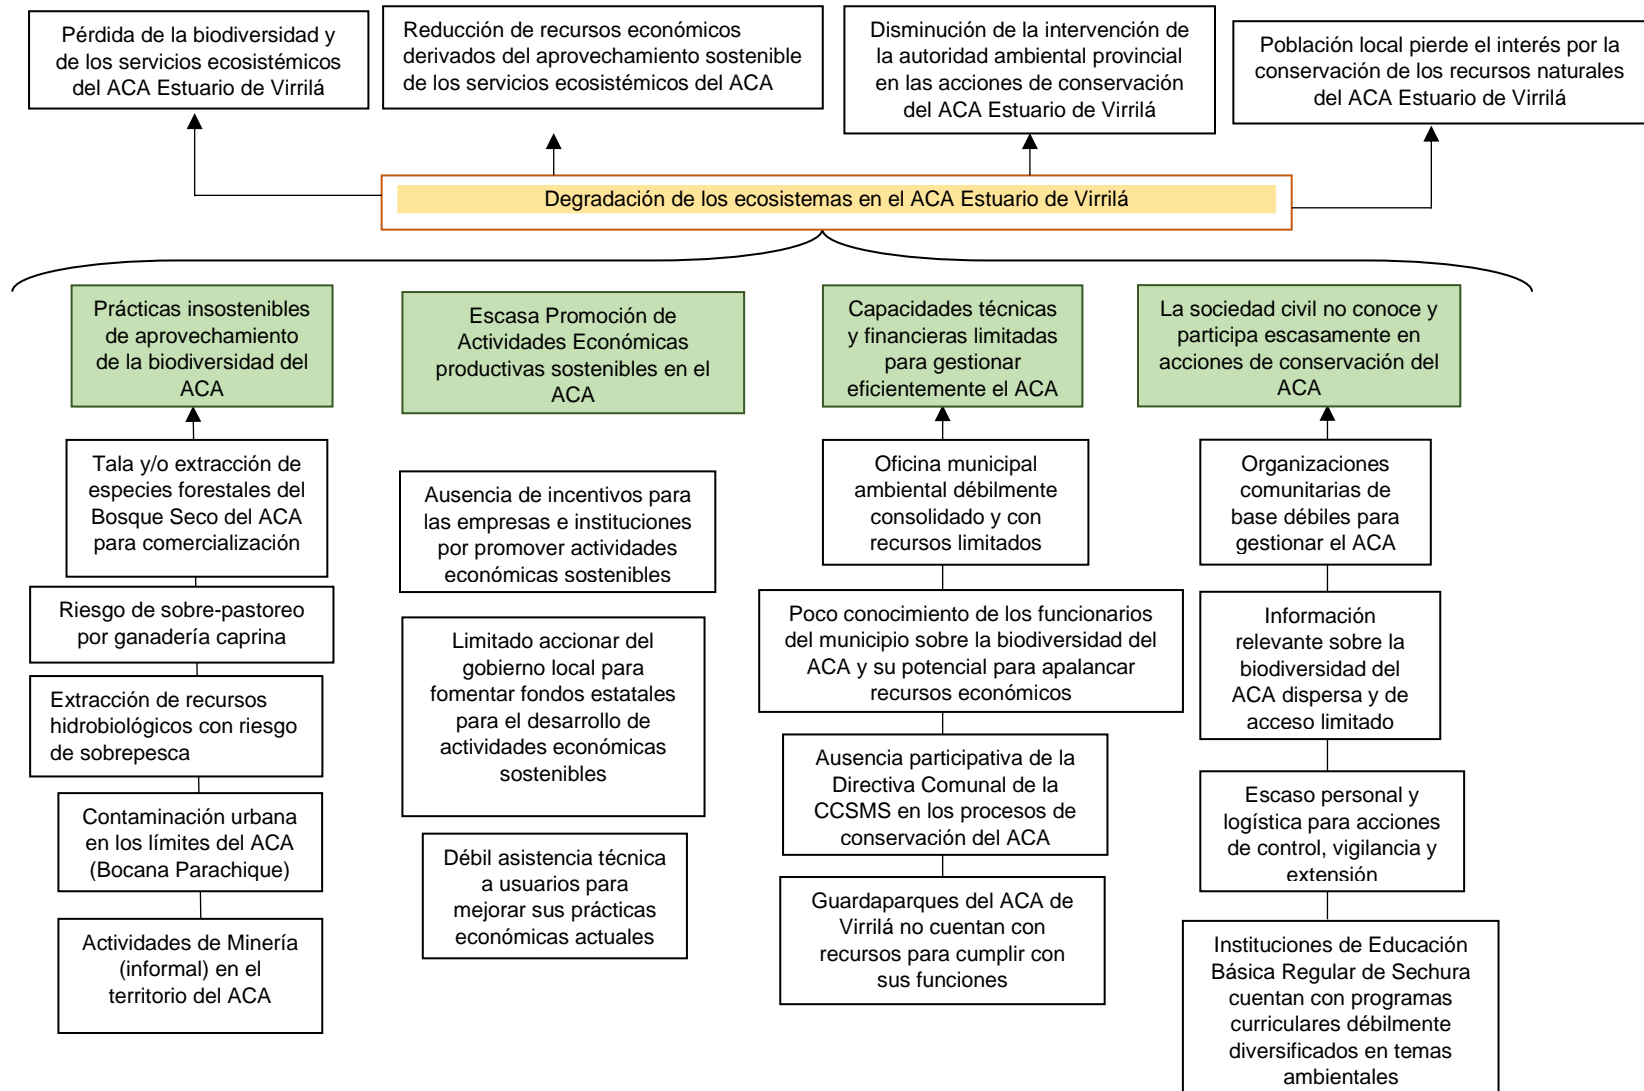 Pérdida de la biodiversidad y
de los servicios ecosistémicos
del ACA Estuario de Virrilá
Reducción de recursos económicos
derivados del aprovechamiento sostenible
de los servicios ecosistémicos del ACA
Disminución de la intervención de
la autoridad ambiental provincial
en las acciones de conservación
del ACA Estuario de Virrilá
Población local pierde el interés por la
conservación de los recursos naturales
del ACA Estuario de Virrilá
Degradación de los ecosistemas en el ACA Estuario de Virrilá
Prácticas insostenibles
de aprovechamiento
de la biodiversidad del
ACA
Escasa Promoción de
Actividades Económicas
productivas sostenibles en el
ACA
Capacidades técnicas
y financieras limitadas
para gestionar
eficientemente el ACA
La sociedad civil no conoce y
participa escasamente en
acciones de conservación del
ACA
Tala y/o extracción de
especies forestales del
Bosque Seco del ACA
para comercialización
Riesgo de sobre-pastoreo
por ganadería caprina
Extracción de recursos
hidrobiológicos con riesgo
de sobrepesca
Contaminación urbana
en los límites del ACA
(Bocana Parachique)
Actividades de Minería
(informal) en el
territorio del ACA
Ausencia de incentivos para
las empresas e instituciones
por promover actividades
económicas sostenibles
Limitado accionar del
gobierno local para
fomentar fondos estatales
para el desarrollo de
actividades económicas
sostenibles
Débil asistencia técnica
a usuarios para
mejorar sus prácticas
económicas actuales
Oficina municipal
ambiental débilmente
consolidado y con
recursos limitados
Poco conocimiento de los funcionarios
del municipio sobre la biodiversidad del
ACA y su potencial para apalancar
recursos económicos
Ausencia participativa de la
Directiva Comunal de la
CCSMS en los procesos de
conservación del ACA
Guardaparques del ACA de
Virrilá no cuentan con
recursos para cumplir con
sus funciones
Organizaciones
comunitarias de
base débiles para
gestionar el ACA
Información
relevante sobre la
biodiversidad del
ACA dispersa y de
acceso limitado
Escaso personal y
logística para acciones
de control, vigilancia y
extensión
Instituciones de Educación
Básica Regular de Sechura
cuentan con programas
curriculares débilmente
diversificados en temas
ambientales